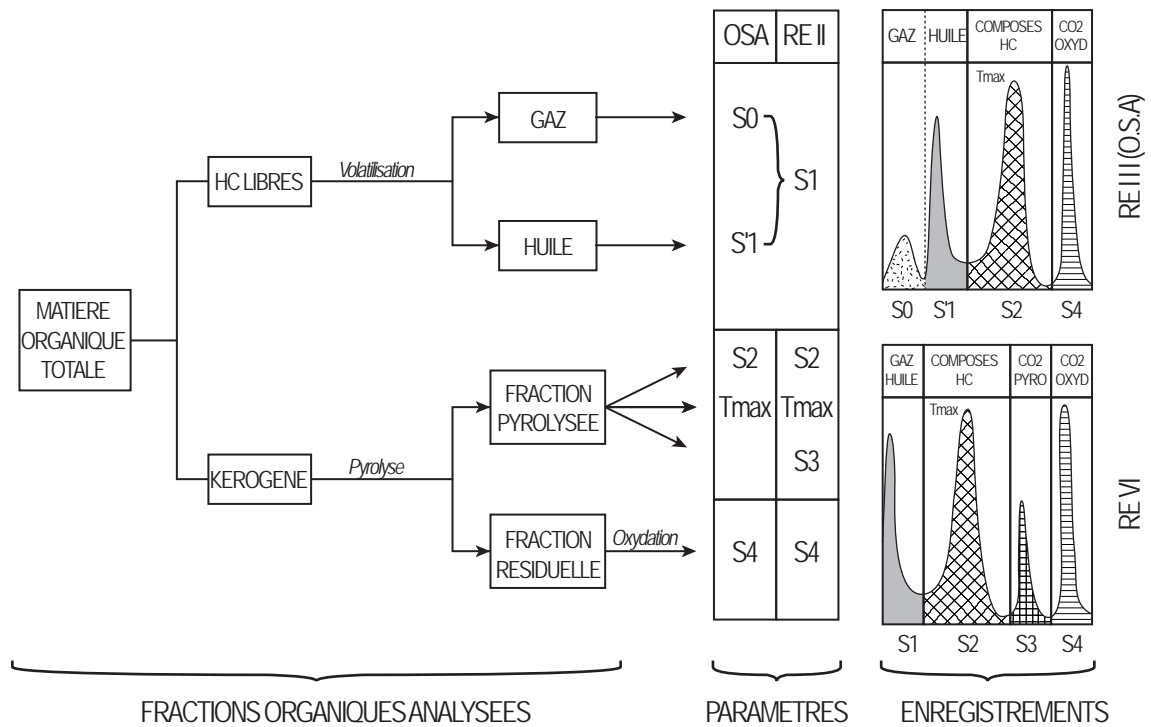 MATIERE
ORGANIQUE
TOTALE
HC LIBRES
Volatilisation
GAZ
HUILE
KEROGENE
Pyrolyse
FRACTION
PYROLYSEE
FRACTION
RESIDUELLE
Oxydation
OSA RE II
S0
S1
S'1
S2 S2
Tmax Tmax
S3
S4 S4
GAZ HUILE COMPOSES HC CO2 OXYD
Tmax
S0 S'1 S2 S4
RE III (O.S.A)
GAZ HUILE COMPOSES HC CO2 PYRO CO2 OXYD
Tmax
S1 S2 S3 S4
RE VI
FRACTIONS ORGANIQUES ANALYSEES
PARAMETRES
ENREGISTREMENTS